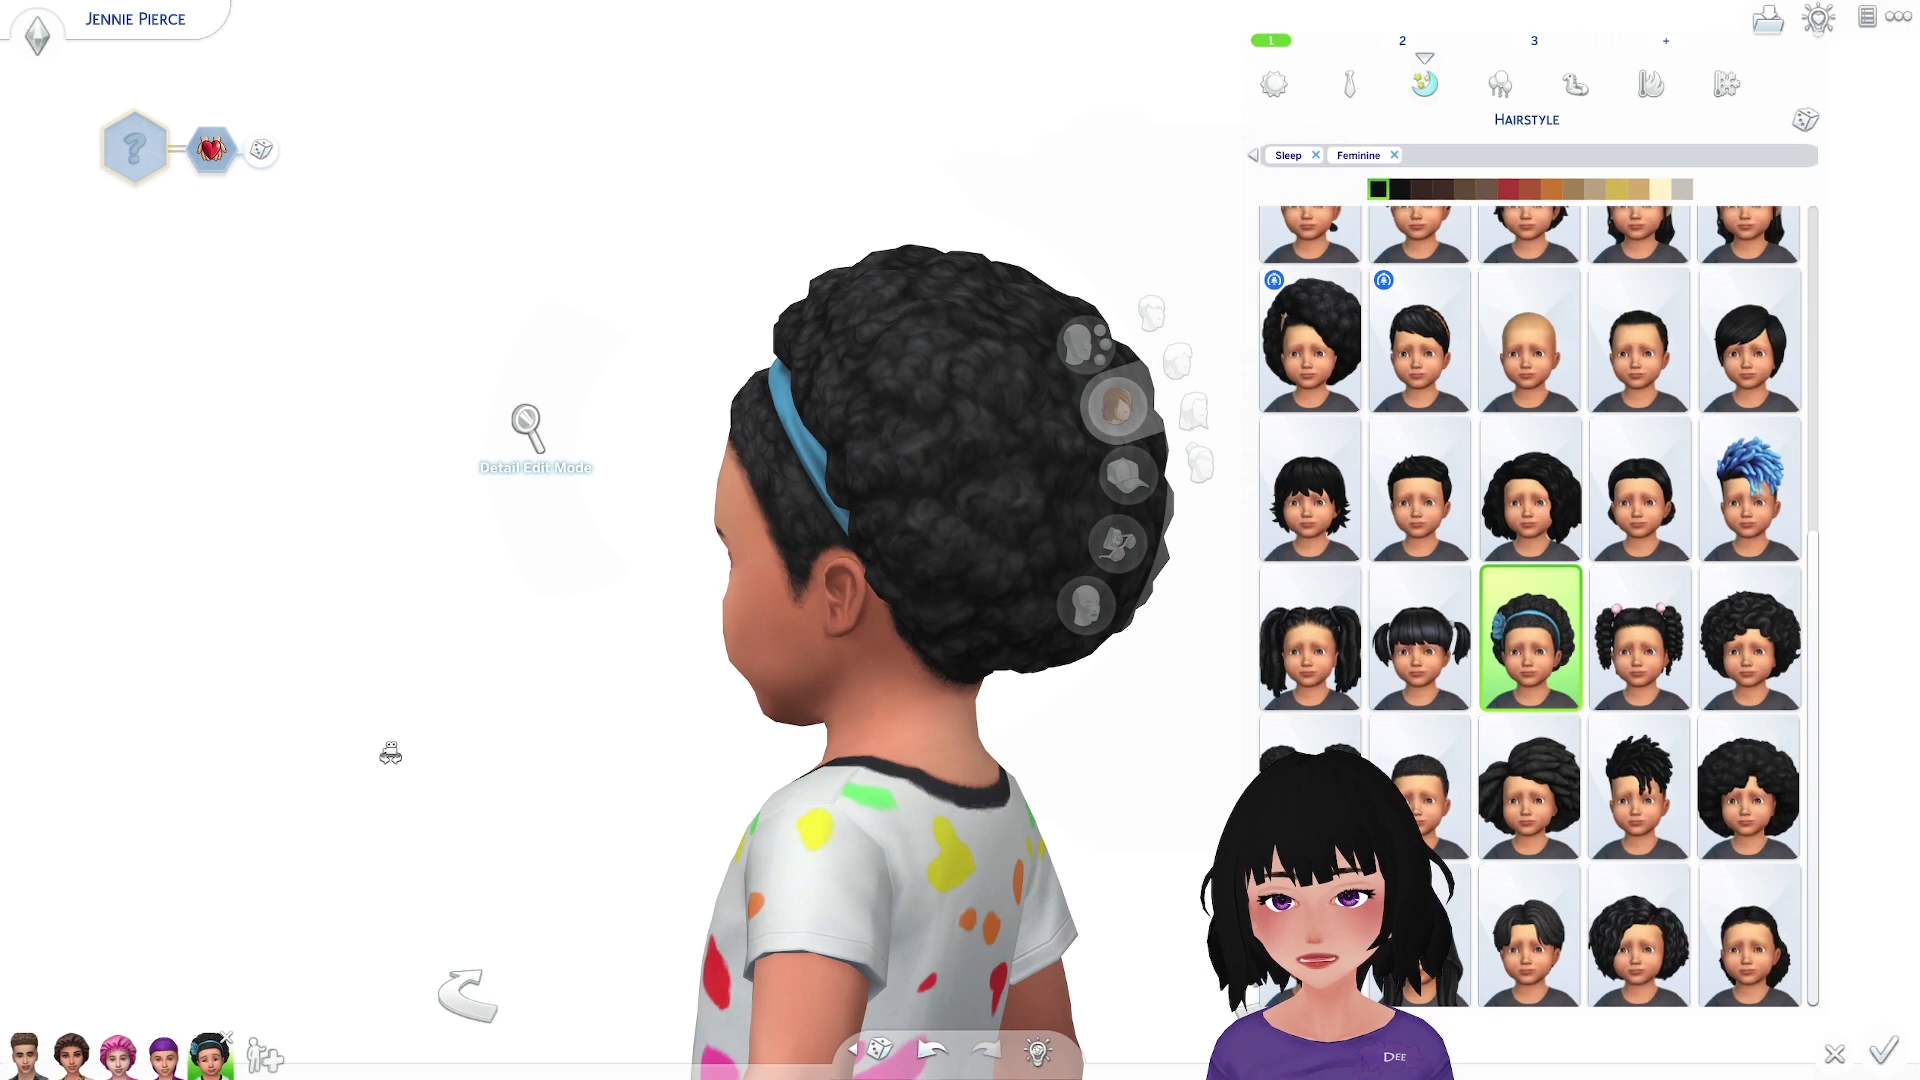 JENNIE PIERCE
1
2
3
+
HAIRSTYLE
Sleep
Feminine
?
Detail Edit Mode
DEE